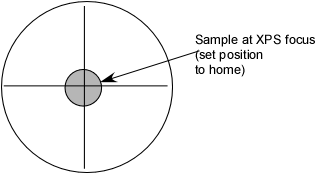 Sample at XPS focus
(set position
to home)